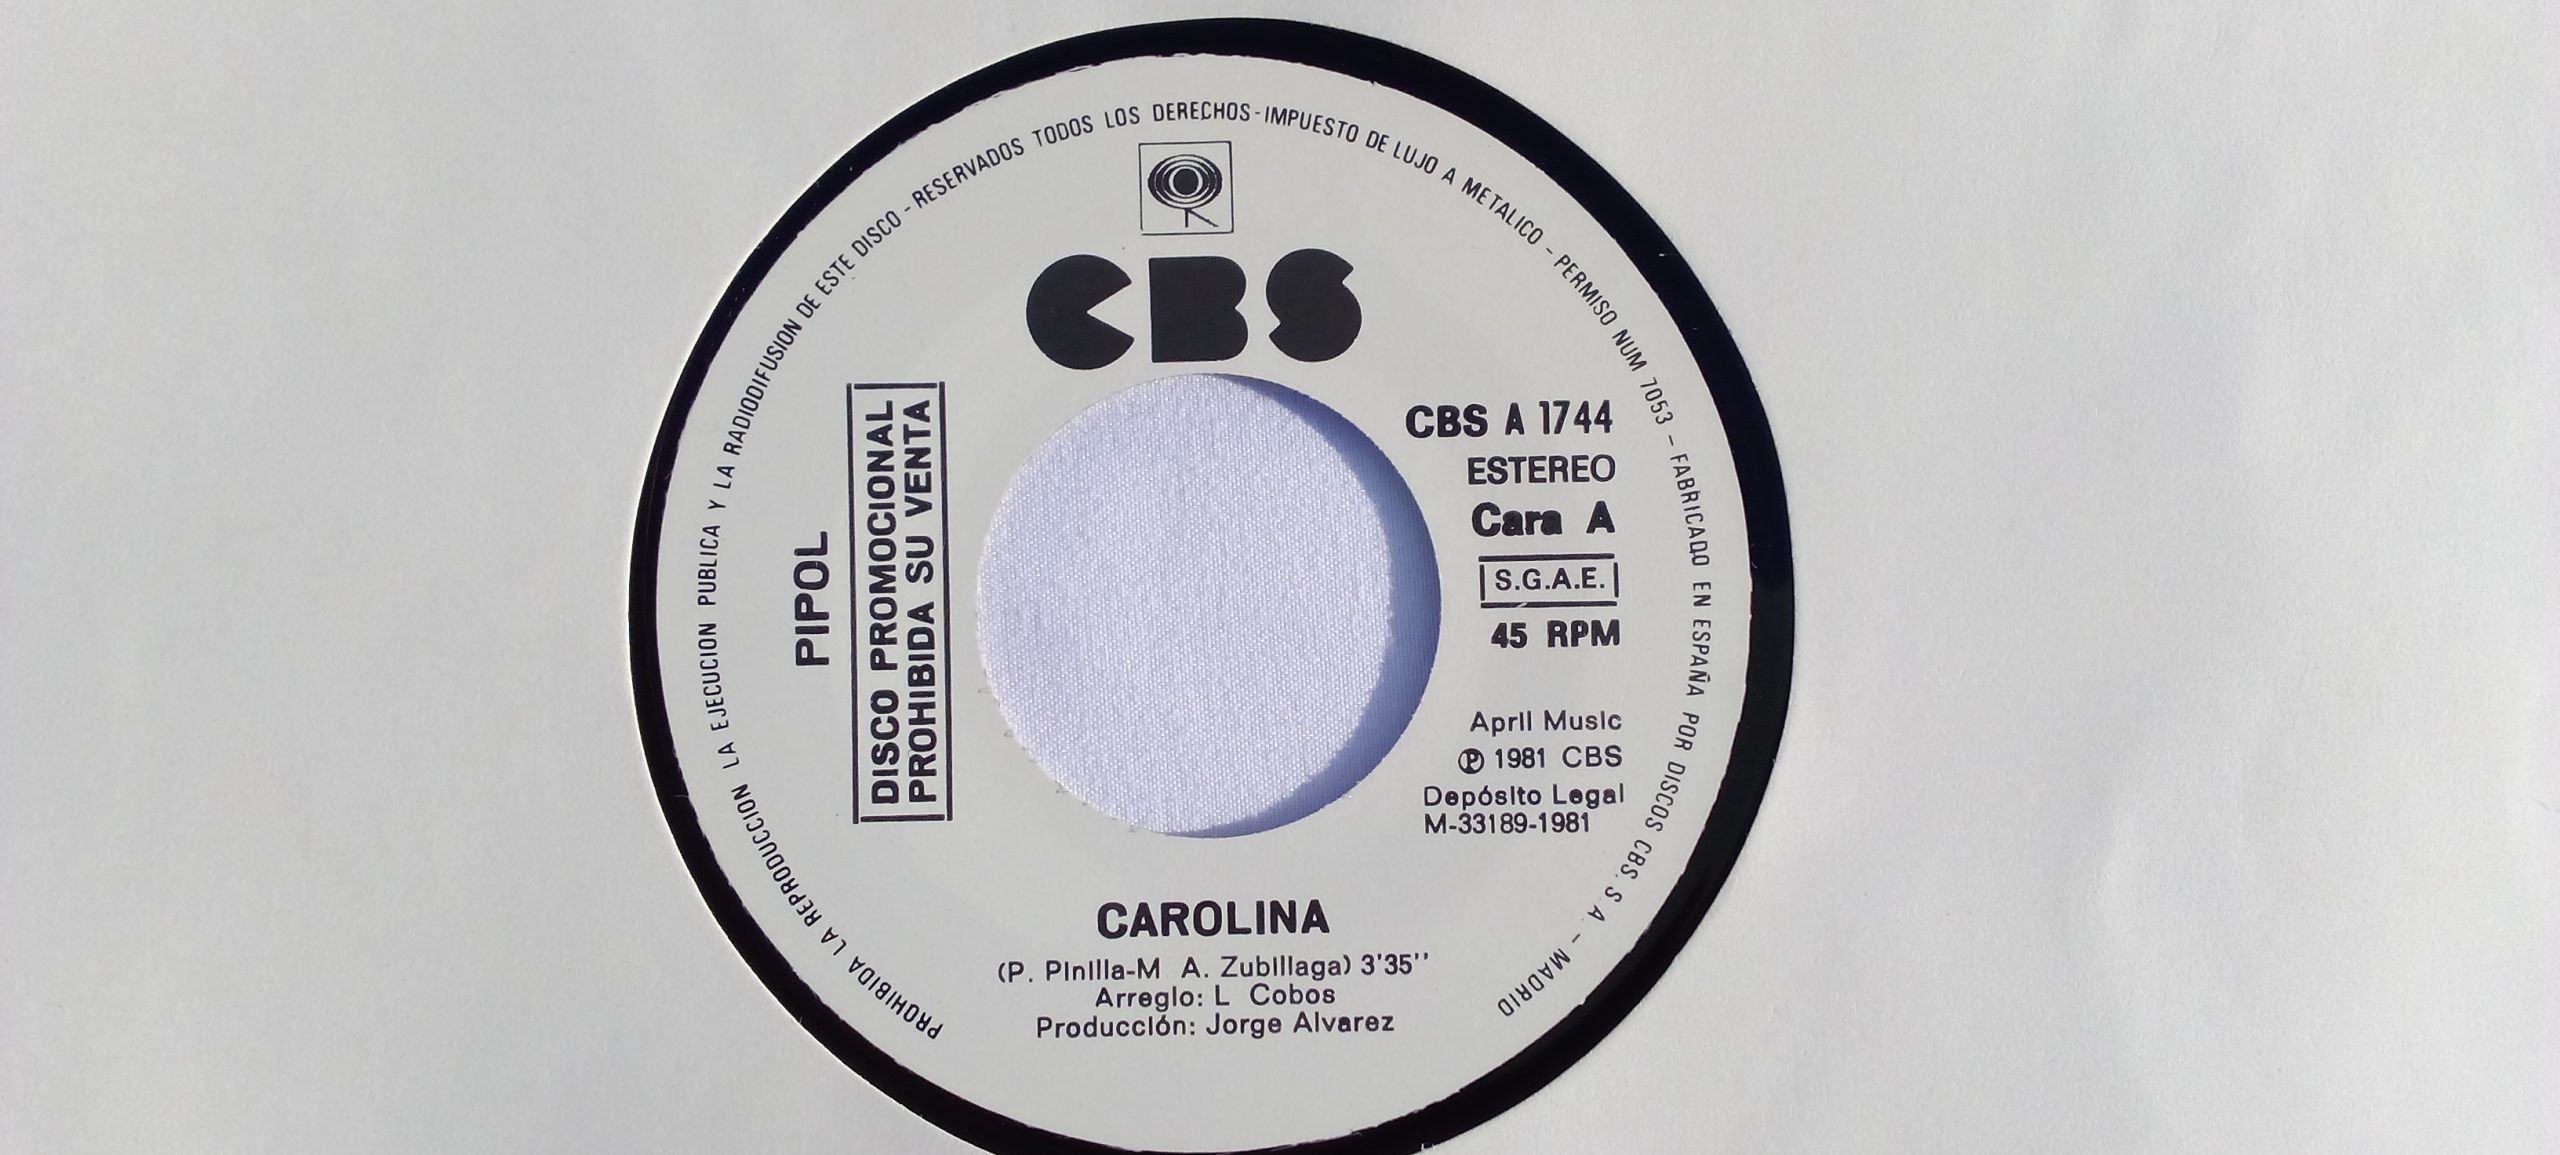 PROHIBIDA LA REPRODUCCION LA EJECUCION PUBLICA Y LA RADIODIFUSION DE ESTE DISCO - RESERVADOS TODOS LOS DERECHOS - IMPUESTO DE LUJO A METALICO - PERMISO NUM 7053 - FABRICADO EN ESPAÑA POR DISCOS CBS, S.A. - MADRID
CBS
PIPOL
DISCO PROMOCIONAL
PROHIBIDA SU VENTA
CBS A 1744
ESTEREO
Cara A
S.G.A.E.
45 RPM
April Music
Ⓟ 1981 CBS
Depósito Legal
M-33189-1981
CAROLINA
(P. Pinilla-M A. Zubillaga) 3'35''
Arreglo: L Cobos
Producción: Jorge Alvarez